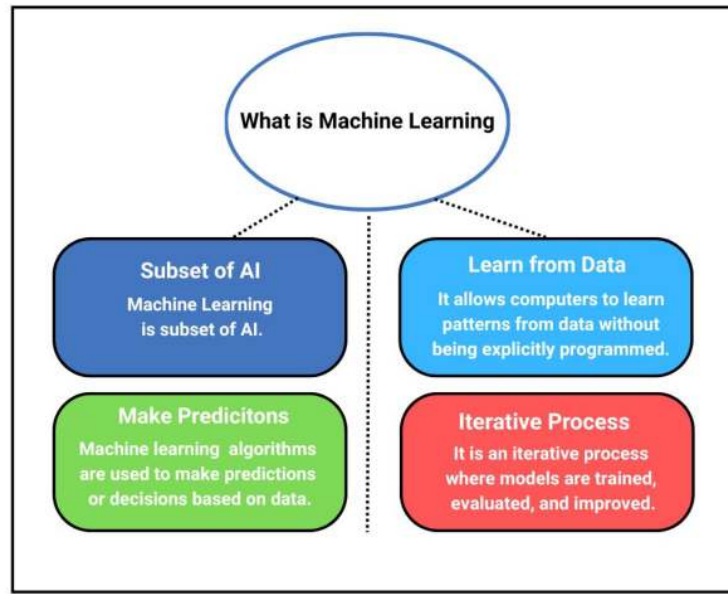 What is Machine Learning
Subset of AI
Machine Learning
is subset of AI.
Learn from Data
It allows computers to learn
patterns from data without
being explicitly programmed.
Make Predicitons
Machine learning algorithms
are used to make predictions
or decisions based on data.
Iterative Process
It is an iterative process
where models are trained,
evaluated, and improved.